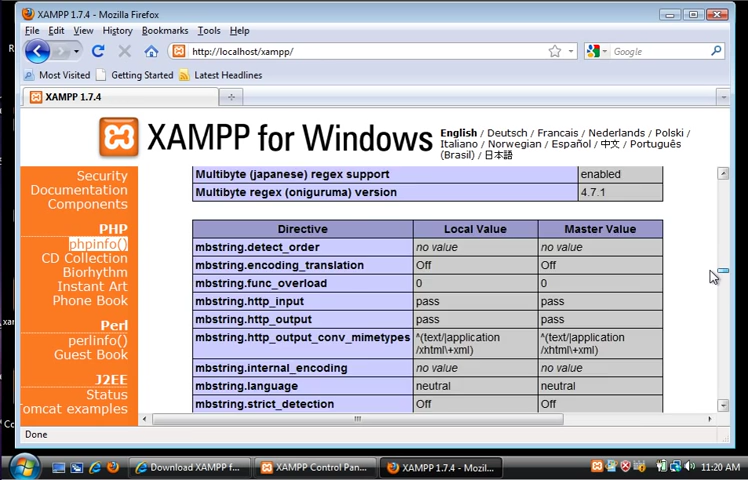 XAMPP 1.7.4 - Mozilla Firefox
File Edit View History Bookmarks Tools Help
http://localhost/xampp/
Google
Most Visited Getting Started Latest Headlines
XAMPP 1.7.4
XAMPP for Windows
English / Deutsch / Francais / Nederlands / Polski /
Italiano / Norwegian / Español / 中文 / Português
(Brasil) / 日本語
Security
Documentation
Components
PHP
phpinfo()
CD Collection
Biorhythm
Instant Art
Phone Book
Perl
perlinfo()
Guest Book
J2EE
Status
omcat examples
Multibyte (japanese) regex support enabled
Multibyte regex (oniguruma) version 4.7.1
Directive Local Value Master Value
mbstring.detect_order no value no value
mbstring.encoding_translation Off Off
mbstring.func_overload 0 0
mbstring.http_input pass pass
mbstring.http_output pass pass
mbstring.http_output_conv_mimetypes ^(text/|application ^(text/|application
/xhtml\+xml) /xhtml\+xml)
mbstring.internal_encoding no value no value
mbstring.language neutral neutral
mbstring.strict_detection Off Off
Done
Download XAMPP f... XAMPP Control Pan... XAMPP 1.7.4 - Mozil... 11:20 AM